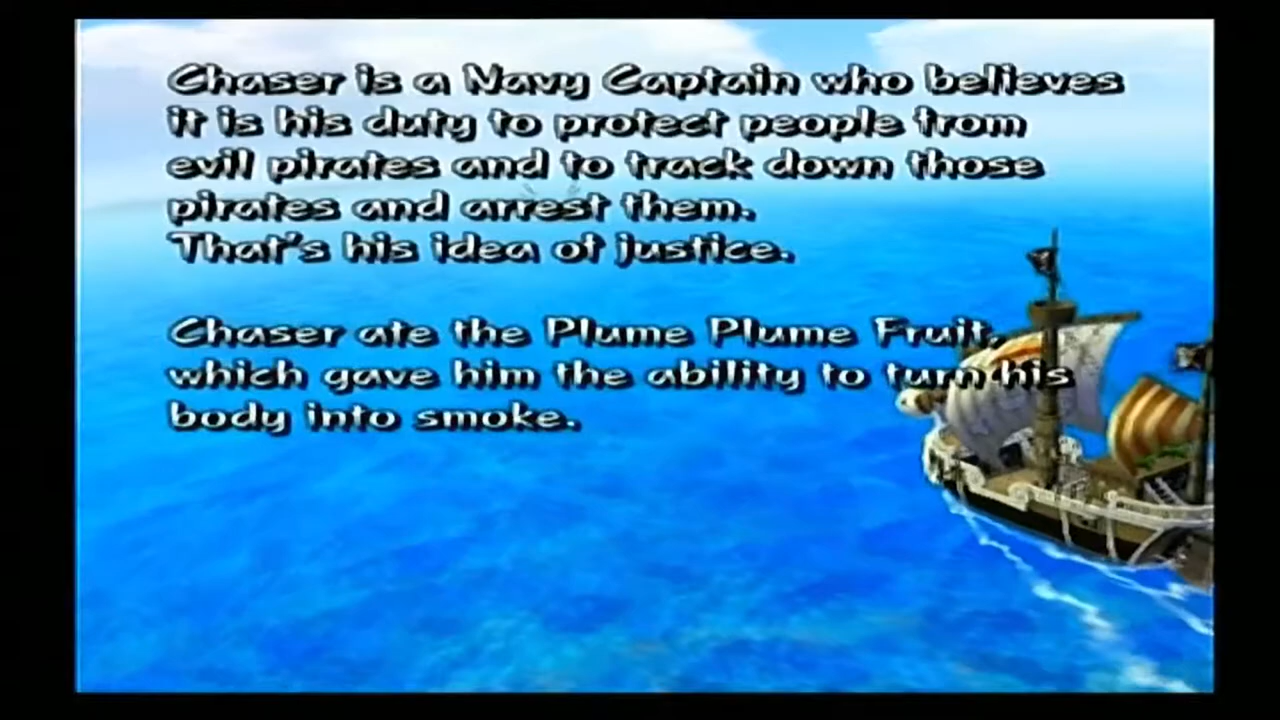 Chaser is a Navy Captain who believes
it is his duty to protect people from
evil pirates and to track down those
pirates and arrest them.
That's his idea of justice.
Chaser ate the Plume Plume Fruit,
which gave him the ability to turn his
body into smoke.